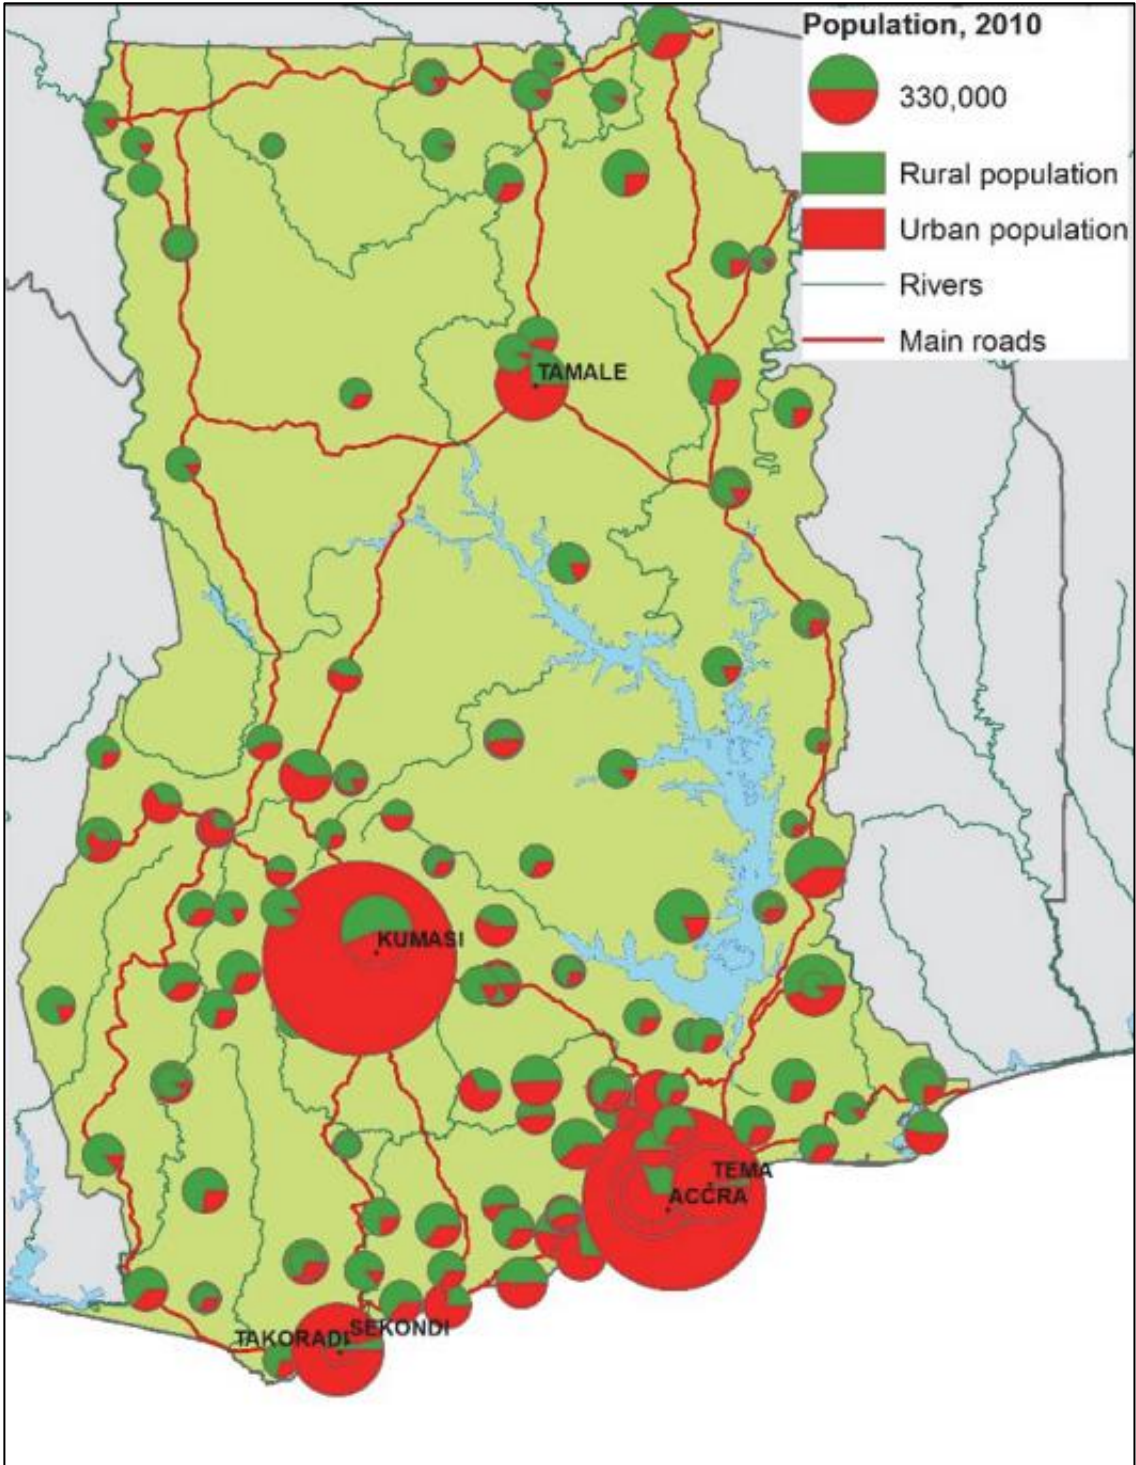 Population, 2010
330,000
Rural population
Urban population
Rivers
Main roads
TAMALE
KUMASI
TEMA
ACCRA
SEKONDI
TAKORADI